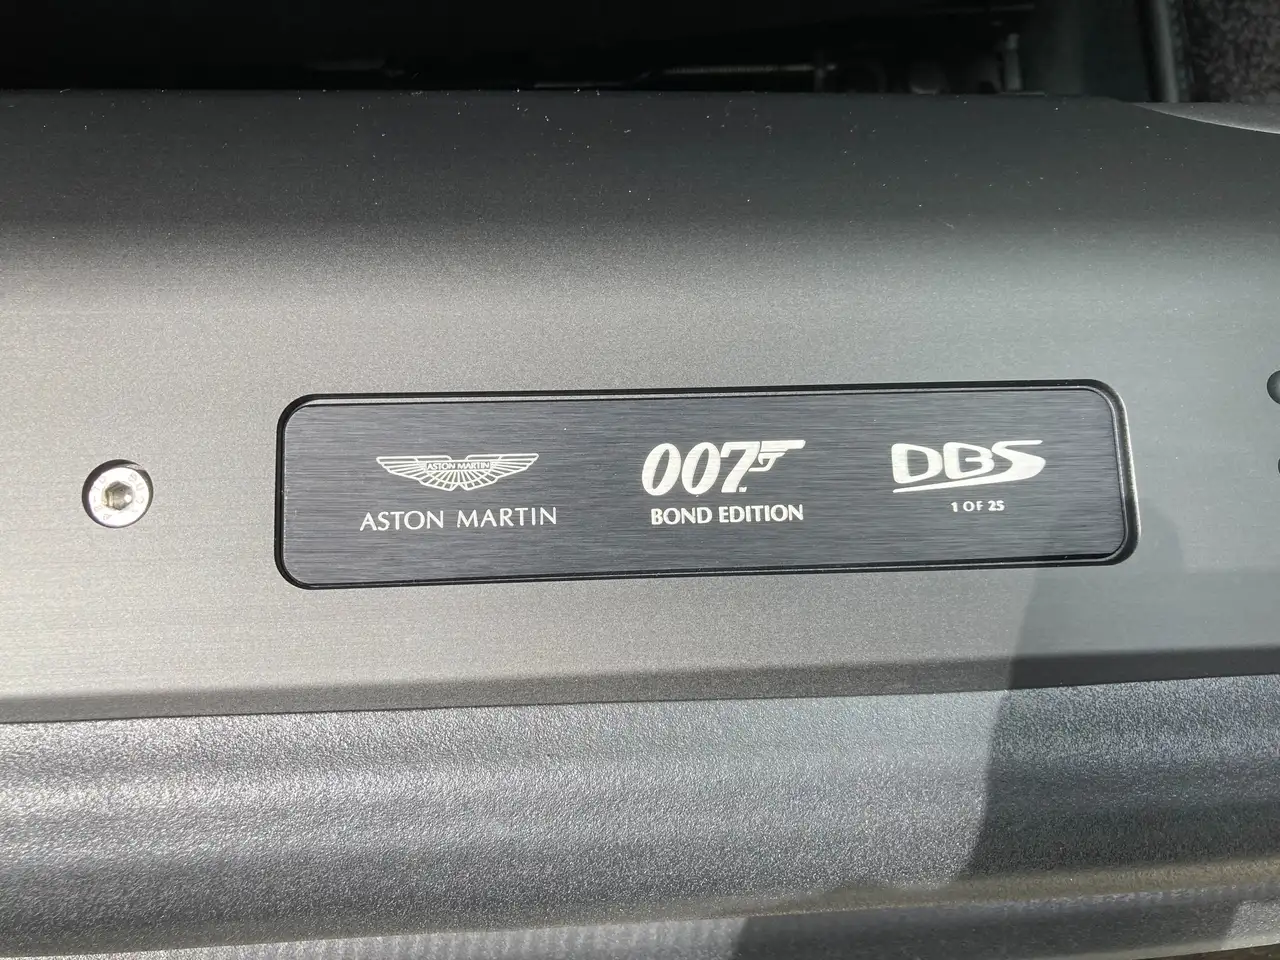 ASTON MARTIN
ASTON MARTIN
007
BOND EDITION
DBS
1 OF 25